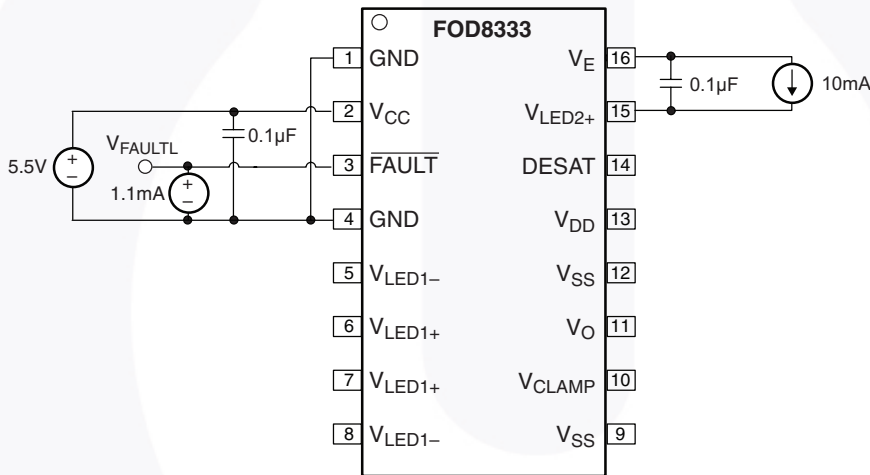 FOD8333
1 GND
2 VCC
3 FAULT
4 GND
5 VLED1–
6 VLED1+
7 VLED1+
8 VLED1–
VE 16
VLED2+ 15
DESAT 14
VDD 13
VSS 12
VO 11
VCLAMP 10
VSS 9
5.5V
+
–
VFAULTL
0.1µF
1.1mA
+
–
0.1µF
10mA